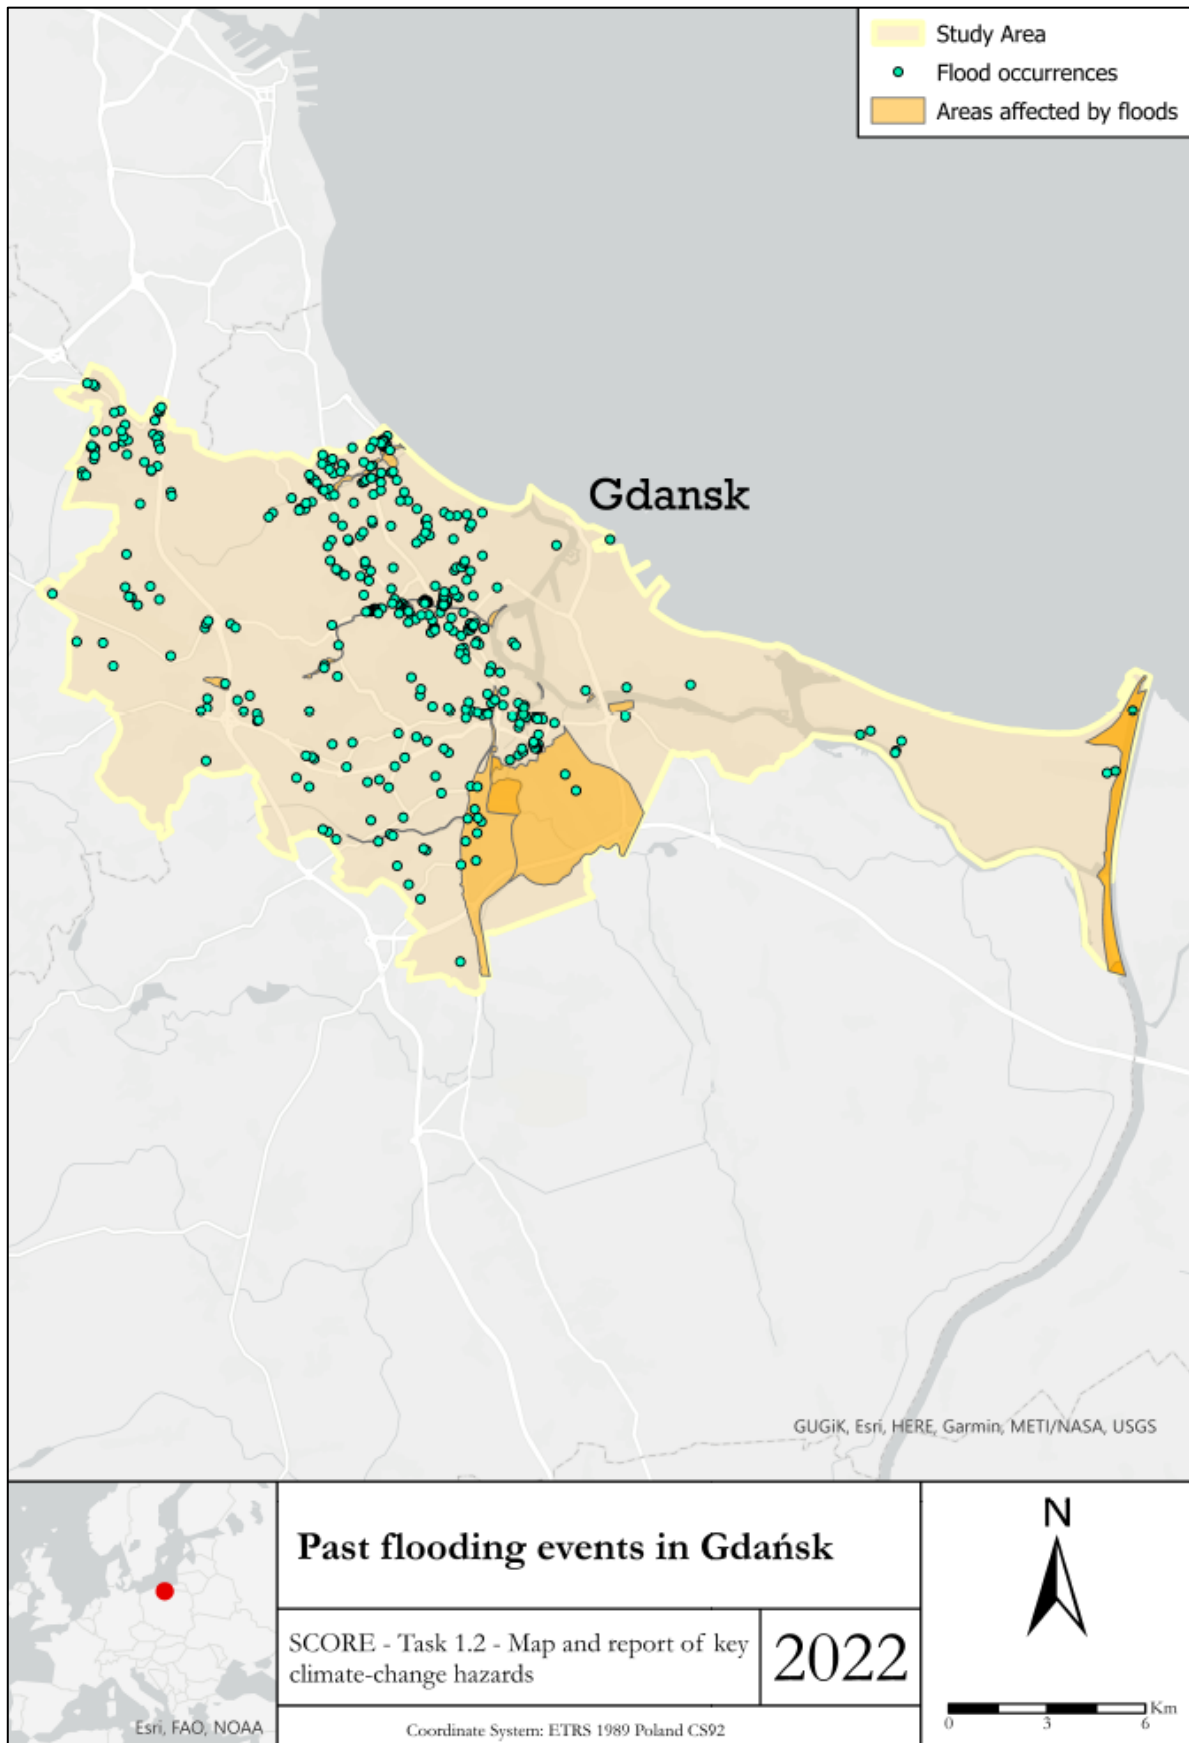 Study Area
Flood occurrences
Areas affected by floods
Gdansk
GUGiK, Esri, HERE, Garmin, METI/NASA, USGS
Esri, FAO, NOAA
Past flooding events in Gdańsk
SCORE - Task 1.2 - Map and report of key
climate-change hazards
2022
Coordinate System: ETRS 1989 Poland CS92
N
Km
0 3 6